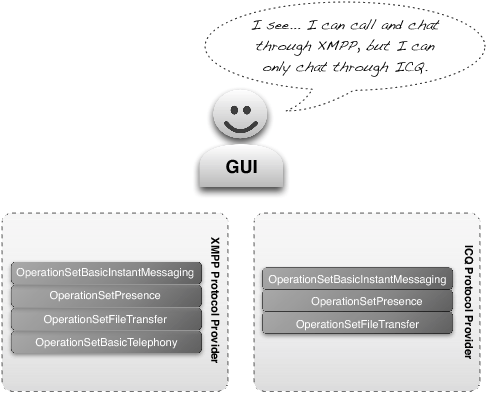 I see... I can call and chat
through XMPP, but I can
only chat through ICQ.
GUI
XMPP Protocol Provider
OperationSetBasicInstantMessaging
OperationSetPresence
OperationSetFileTransfer
OperationSetBasicTelephony
ICQ Protocol Provider
OperationSetBasicInstantMessaging
OperationSetPresence
OperationSetFileTransfer